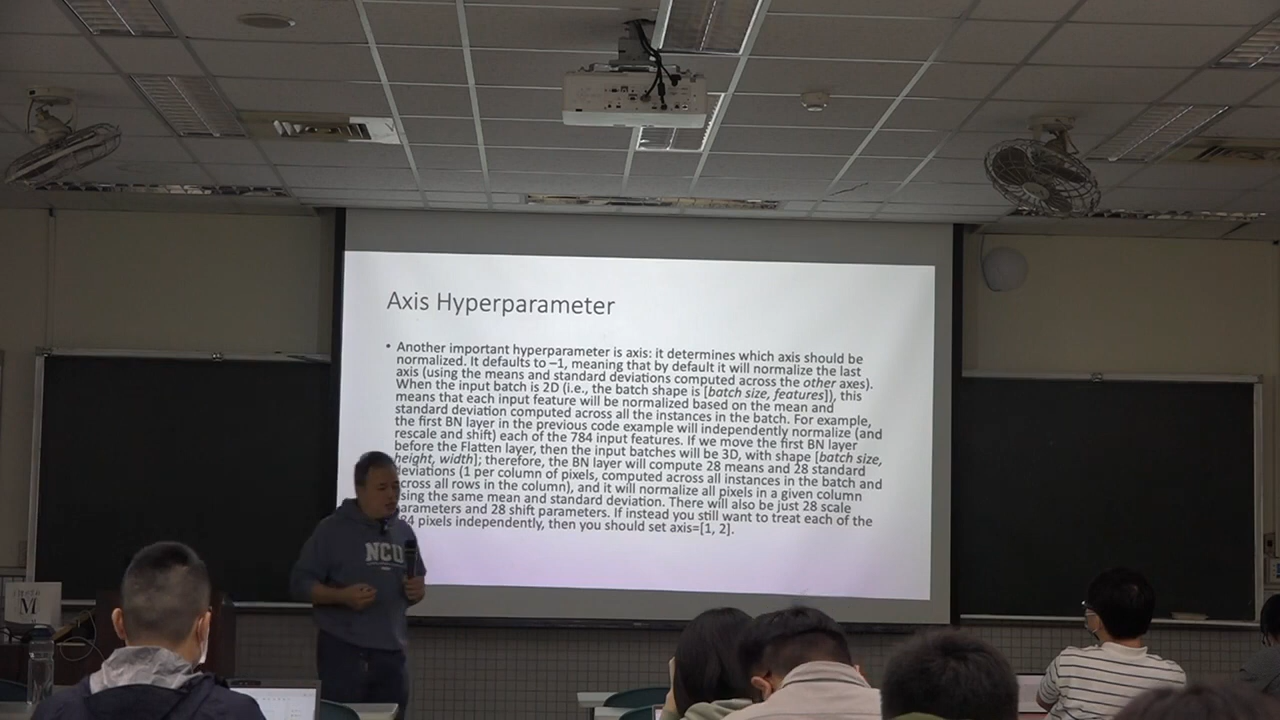 Axis Hyperparameter
• Another important hyperparameter is axis: it determines which axis should be
normalized. It defaults to –1, meaning that by default it will normalize the last
axis (using the means and standard deviations computed across the other axes).
When the input batch is 2D (i.e., the batch shape is [batch size, features]), this
means that each input feature will be normalized based on the mean and
standard deviation computed across all the instances in the batch. For example,
the first BN layer in the previous code example will independently normalize (and
rescale and shift) each of the 784 input features. If we move the first BN layer
before the Flatten layer, then the input batches will be 3D, with shape [batch size,
height, width]; therefore, the BN layer will compute 28 means and 28 standard
deviations (1 per column of pixels, computed across all instances in the batch and
across all rows in the column), and it will normalize all pixels in a given column
using the same mean and standard deviation. There will also be just 28 scale
parameters and 28 shift parameters. If instead you still want to treat each of the
84 pixels independently, then you should set axis=[1, 2].
NCU
M